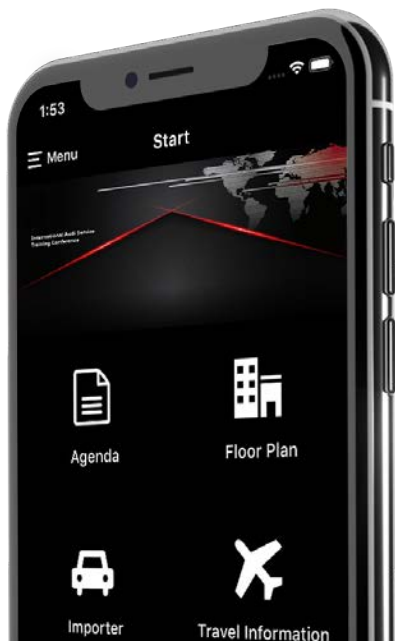 1:53
Menu
Start
International Audi Service
Training Conference
Agenda
Floor Plan
Importer
Travel Information